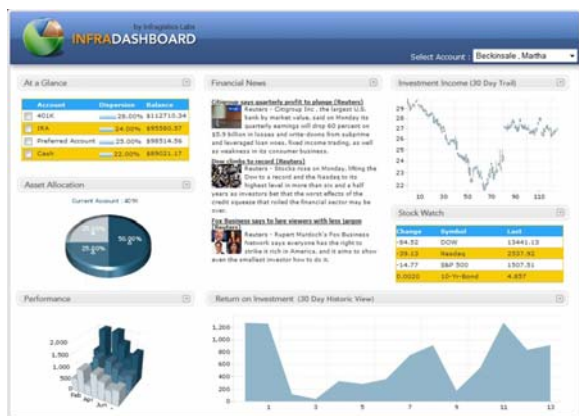 by Infragistics Labs
INFRADASHBOARD
Select Account : Beckinsale , Martha
At a Glance
Account Dispersion Balance
401K 29.00% $112710.34
IRA 24.00%
Preferred Account 25.00% $98514.56
Cash 22.00% $89021.17
Asset Allocation
Current Account : 401K
50.00%
25.00%
Performance
2,000
1,500
1,000
500
0
Feb Apr Jun
Financial News
Citigroup says quarterly profit to plunge (Reuters)
Reuters - Citigroup Inc , the largest U.S.
bank by market value, said on Monday its
quarterly earnings will drop 60 percent on
$5.9 billion in losses and write-downs from subprime
and leveraged loan woes, fixed income trading, as well
as weakness in its consumer business.
Dow climbs to record (Reuters)
Reuters - Stocks rose on Monday, lifting the
Dow to a record and the Nasdaq to its
highest level in more than six and a half
years as investors bet that the worst effects of the
credit squeeze that roiled the financial sector may be
over.
Fox Business says to lure viewers with less jargon
(Reuters)
Reuters - Rupert Murdoch's Fox Business
Network says everyone has the right to
strike it rich in America, and it aims to show
even the smallest investor how to do it.
Investment Income (30 Day Trail)
29
27
26
25
24
22
10 30 50 70 90 110
Stock Watch
Change Symbol Last
-84.52 DOW 13441.13
-39.13 Nasdaq 2537.92
-14.77 S&P 500 1507.51
0.0020 10-Yr-Bond 4.657
Return on Investment (30 Day Historic View)
1,200
1,000
800
600
400
200
0
1 3 5 7 9 11 13